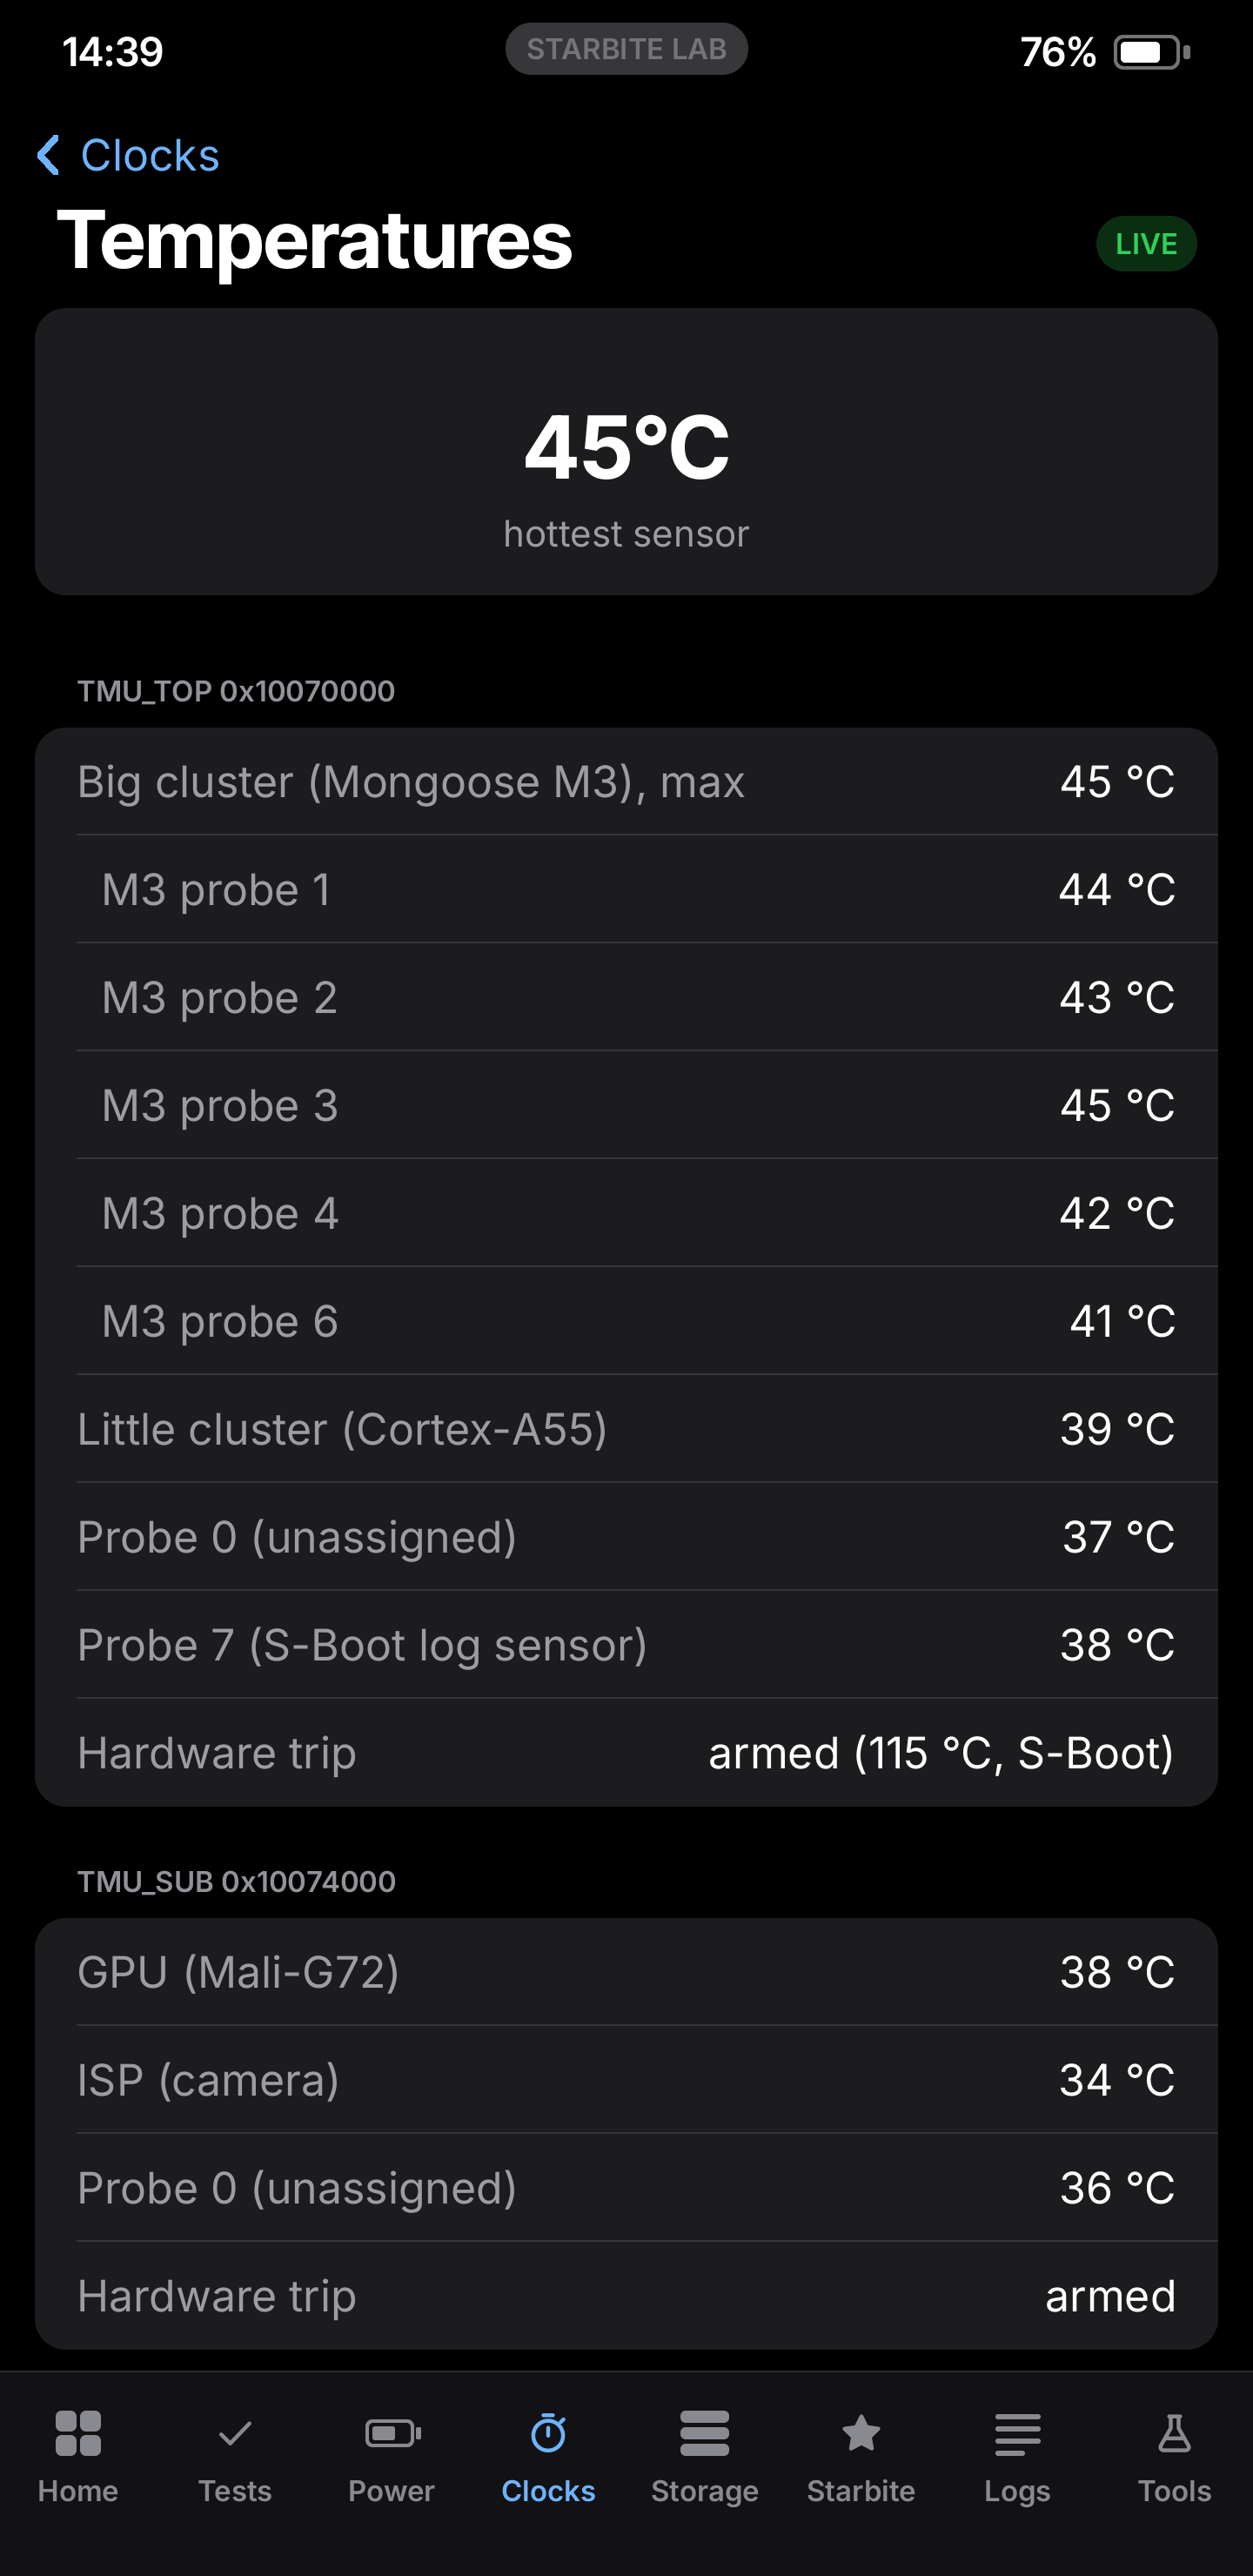 14:39
STARBITE LAB
76%
Clocks
Temperatures
LIVE
45°C
hottest sensor
TMU_TOP 0x10070000
Big cluster (Mongoose M3), max 45 °C
M3 probe 1 44 °C
M3 probe 2 43 °C
M3 probe 3 45 °C
M3 probe 4 42 °C
M3 probe 6 41 °C
Little cluster (Cortex-A55) 39 °C
Probe 0 (unassigned) 37 °C
Probe 7 (S-Boot log sensor) 38 °C
Hardware trip armed (115 °C, S-Boot)
TMU_SUB 0x10074000
GPU (Mali-G72) 38 °C
ISP (camera) 34 °C
Probe 0 (unassigned) 36 °C
Hardware trip armed
Home Tests Power Clocks Storage Starbite Logs Tools